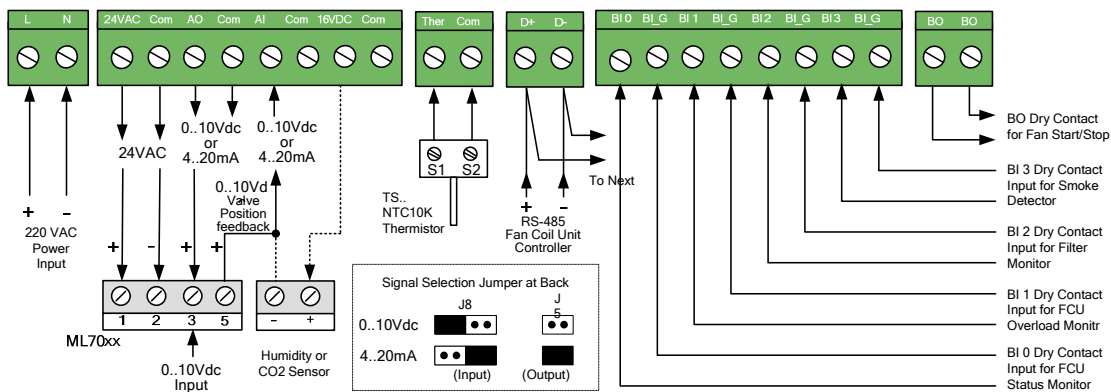 L N 24VAC Com AO Com AI Com 16VDC Com Ther Com D+ D- BI 0 BI_G BI 1 BI_G BI2 BI_G BI3 BI_G BO BO
0..10Vdc
or
4..20mA
0..10Vdc
or
4..20mA
24VAC
0..10Vd
Valve
Position
feedback
+ -
220 VAC
Power
Input
+ - + +
1 2 3 5
ML70xx
0..10Vdc
Input
- +
Humidity or
CO2 Sensor
S1 S2
TS..
NTC10K
Thermistor
To Next
+ -
RS-485
Fan Coil Unit
Controller
Signal Selection Jumper at Back
J8 J
5
0..10Vdc
4..20mA
(Input) (Output)
BO Dry Contact
for Fan Start/Stop
BI 3 Dry Contact
Input for Smoke
Detector
BI 2 Dry Contact
Input for Filter
Monitor
BI 1 Dry Contact
Input for FCU
Overload Monitr
BI 0 Dry Contact
Input for FCU
Status Monitor